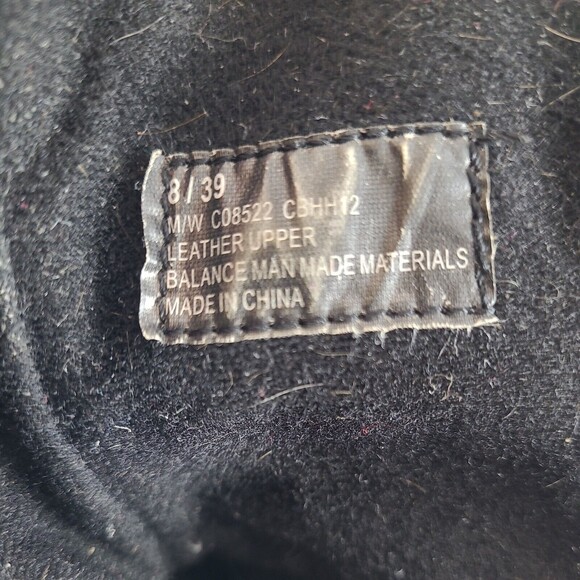 8 / 39
M/W C08522 CBHH12
LEATHER UPPER
BALANCE MAN MADE MATERIALS
MADE IN CHINA